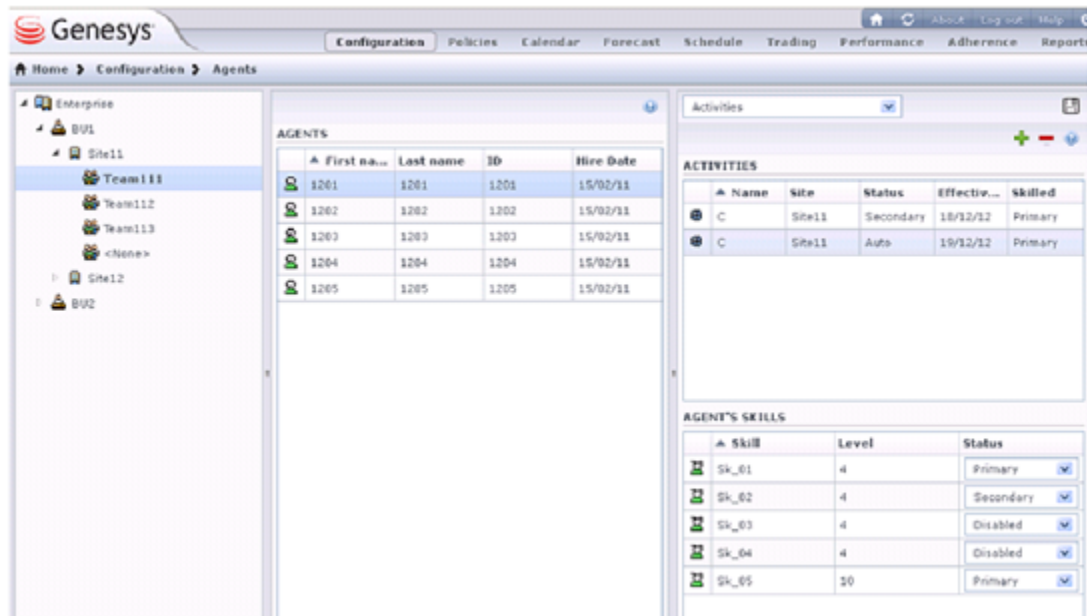 Genesys
About Log out Help
Configuration Policies Calendar Forecast Schedule Trading Performance Adherence Reports
Home Configuration Agents
Enterprise
BU1
Site11
Team111
Team112
Team113
<None>
Site12
BU2
AGENTS
First na... Last name ID Hire Date
1201 1201 1201 15/02/11
1202 1202 1202 15/02/11
1203 1203 1203 15/02/11
1204 1204 1204 15/02/11
1205 1205 1205 15/02/11
Activities
ACTIVITIES
Name Site Status Effectiv... Skilled
C Site11 Secondary 18/12/12 Primary
C Site11 Auto 19/12/12 Primary
AGENT'S SKILLS
Skill Level Status
Sk_01 4 Primary
Sk_02 4 Secondary
Sk_03 4 Disabled
Sk_04 4 Disabled
Sk_05 10 Primary